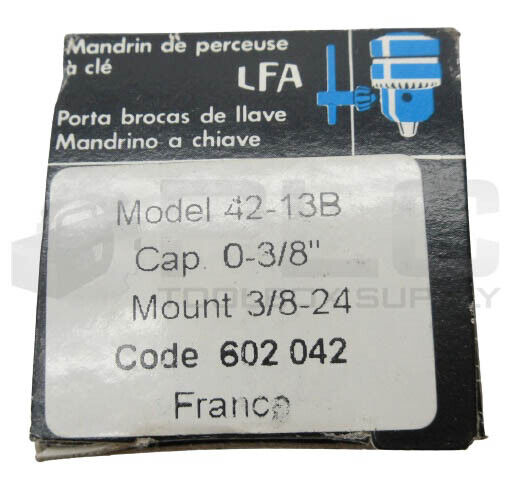 Mandrin de perceuse
à clé
LFA
Porta brocas de llave
Mandrino a chiave
Model 42-13B
Cap. 0-3/8"
Mount 3/8-24
Code 602 042
France